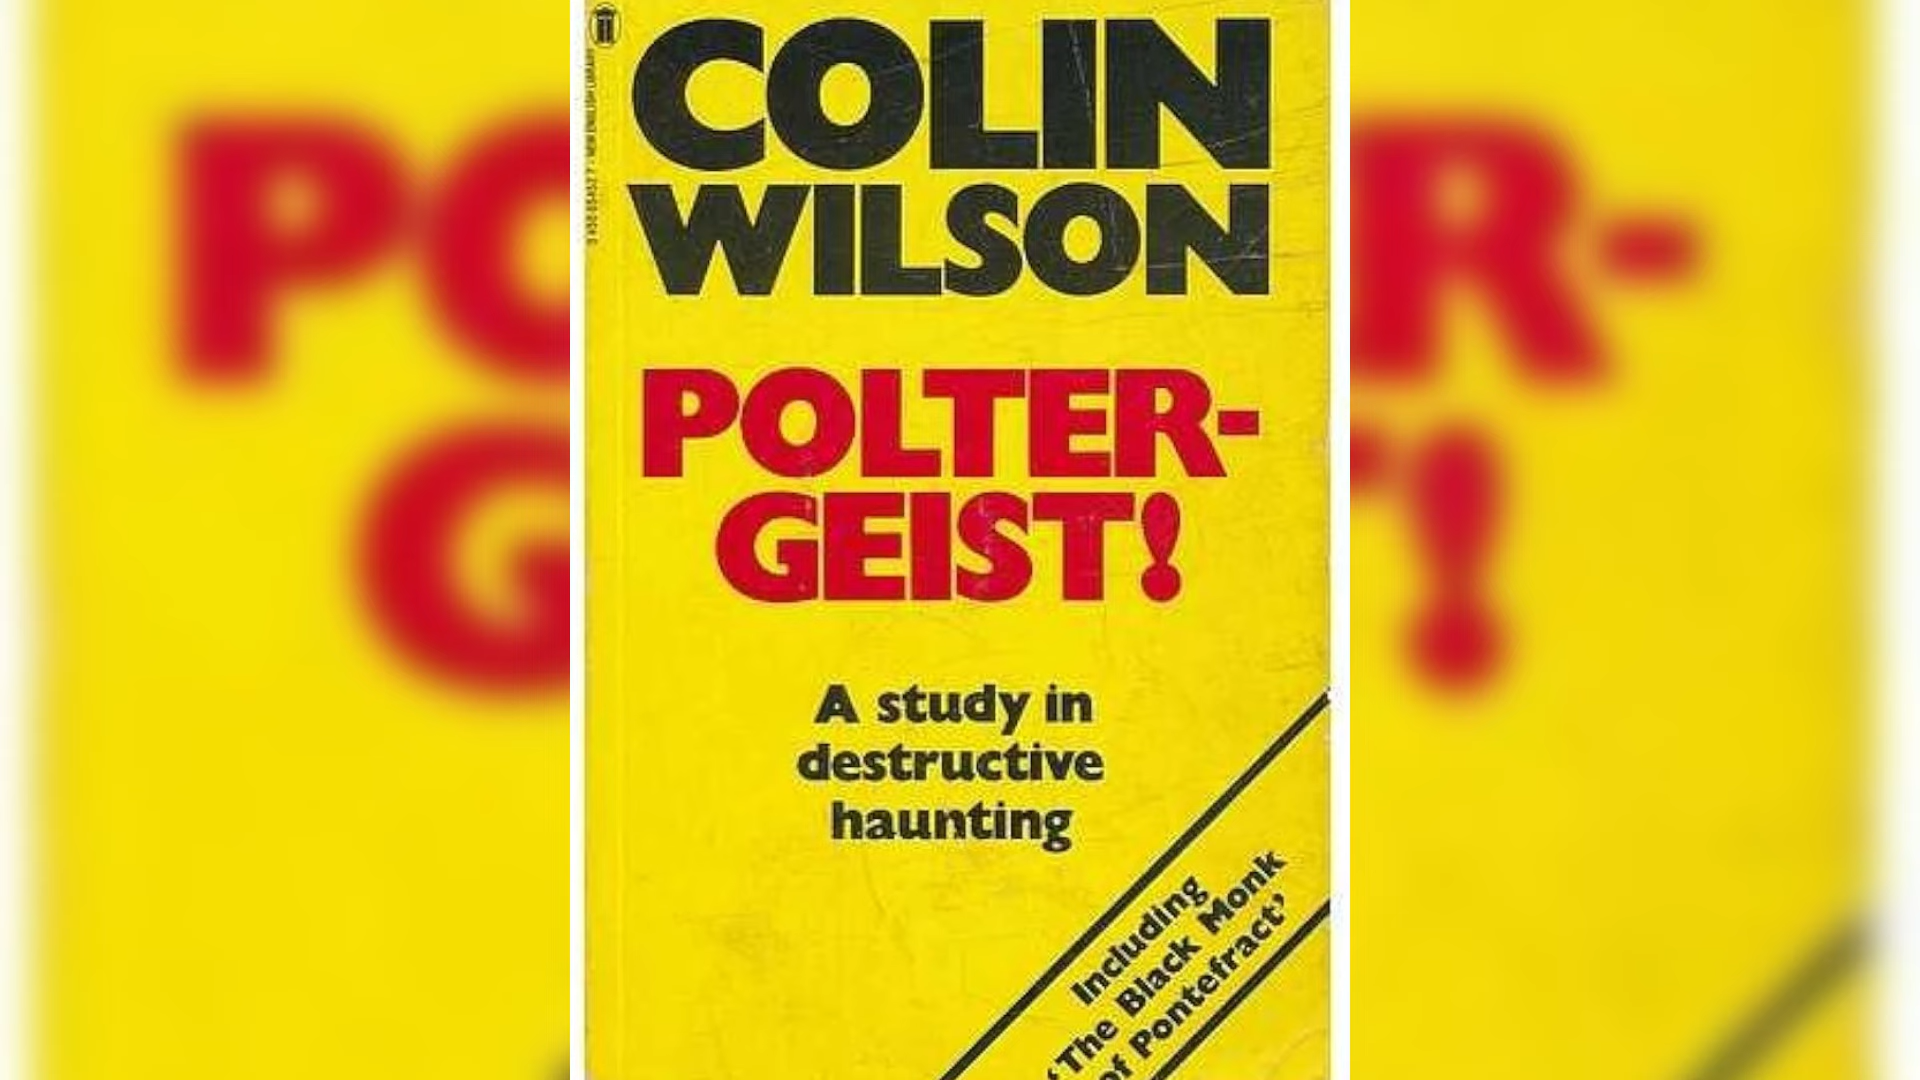 COLIN
WILSON
POLTER-
GEIST!
A study in
destructive
haunting
Including
'The Black Monk
of Pontefract'